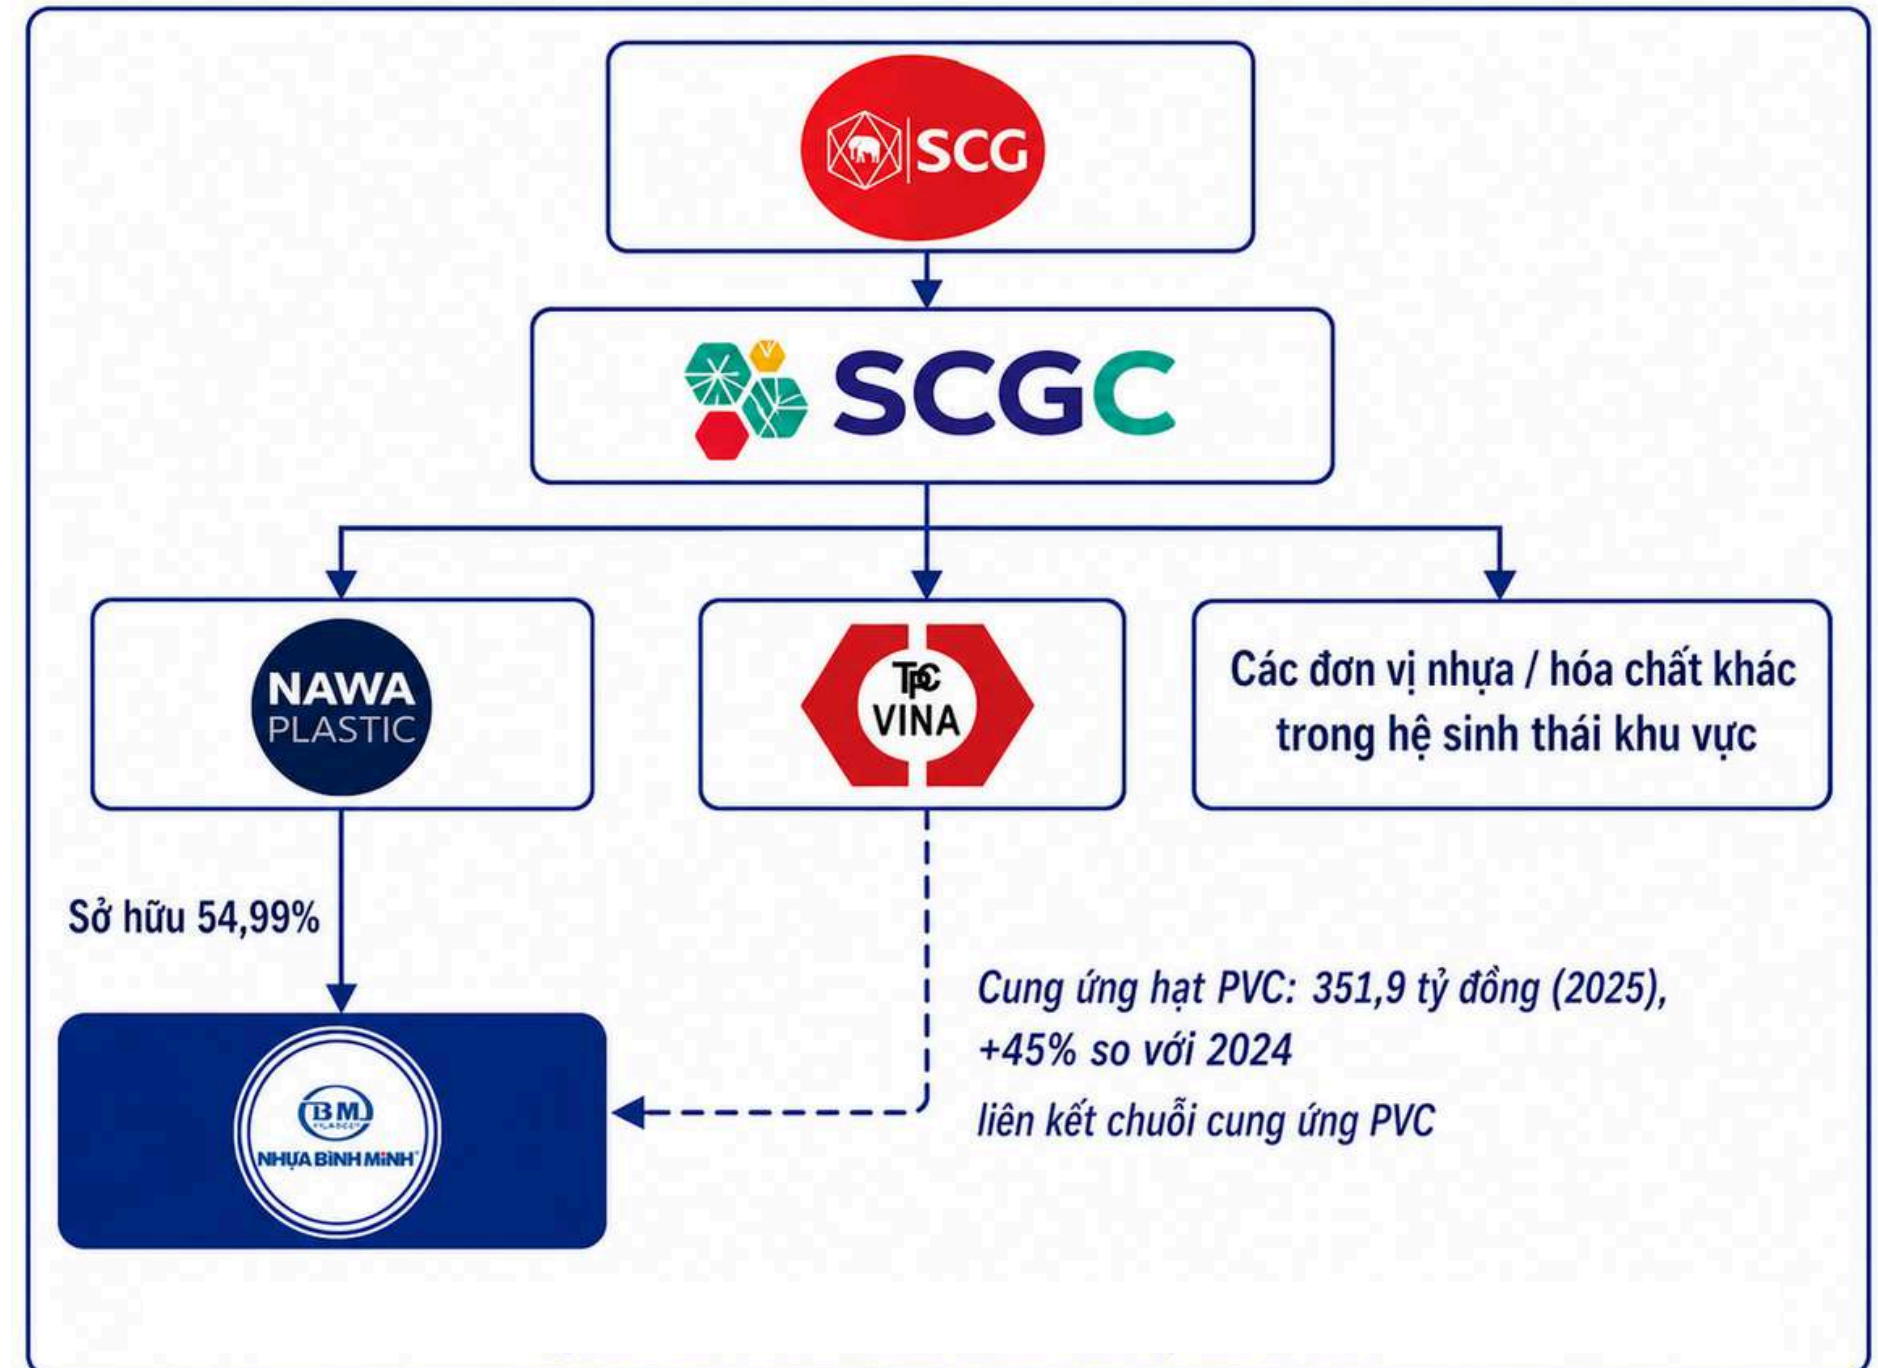 SCG
SCGC
NAWA
PLASTIC
TPC
VINA
Các đơn vị nhựa / hóa chất khác
trong hệ sinh thái khu vực
Sở hữu 54,99%
Cung ứng hạt PVC: 351,9 tỷ đồng (2025),
+45% so với 2024
liên kết chuỗi cung ứng PVC
BM
NHỰA BÌNH MINH